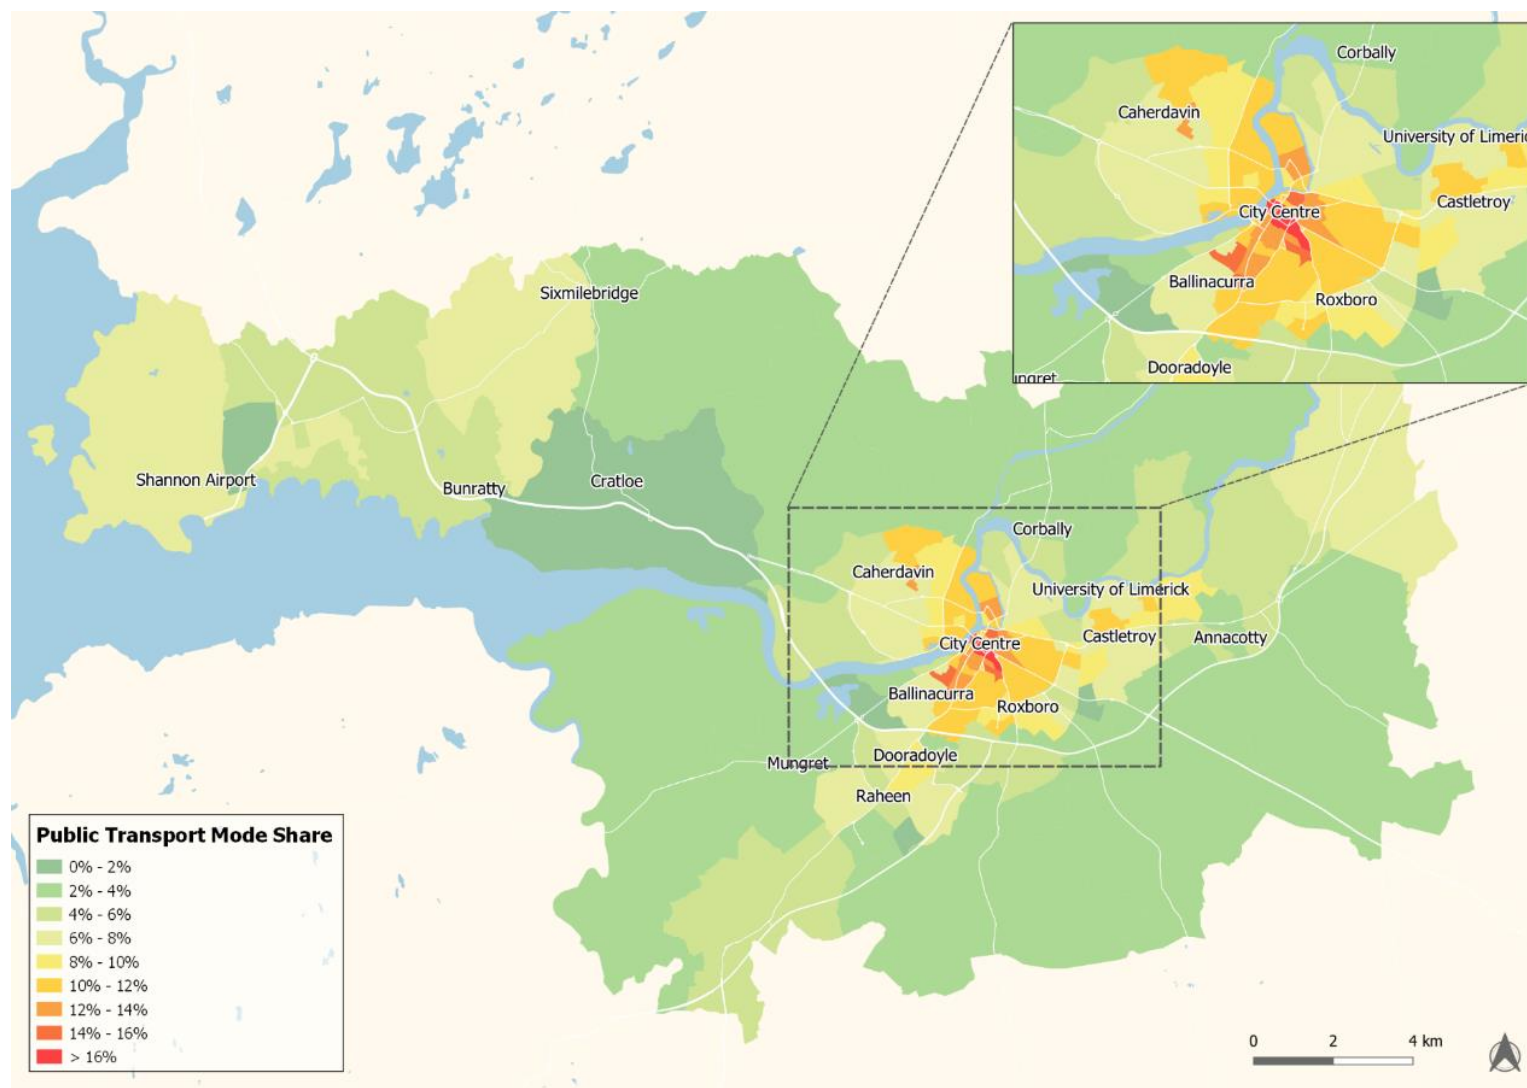 Corbally
Caherdavin
University of Limeric
Castletroy
City Centre
Ballinacurra
Roxboro
Dooradoyle
ungret
Sixmilebridge
Shannon Airport
Bunratty
Cratloe
Corbally
Caherdavin
University of Limerick
City Centre
Castletroy
Annacotty
Ballinacurra
Roxboro
Dooradoyle
Mungret
Raheen
Public Transport Mode Share
0% - 2%
2% - 4%
4% - 6%
6% - 8%
8% - 10%
10% - 12%
12% - 14%
14% - 16%
> 16%
0 2 4 km